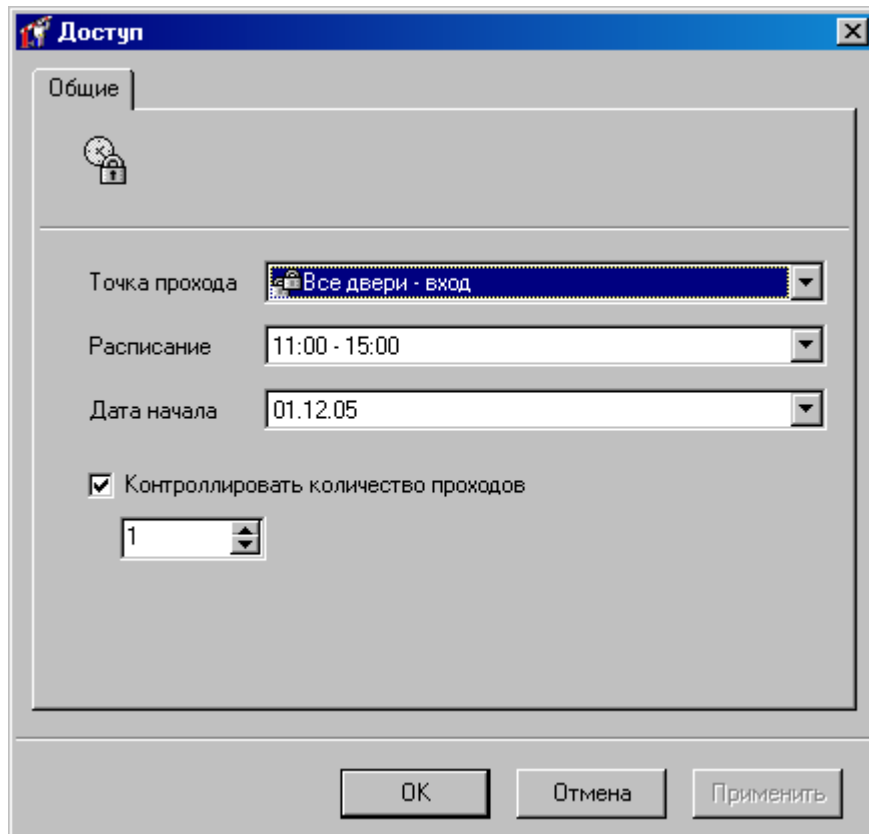 Доступ
Общие
Точка прохода
Все двери - вход
Расписание
11:00 - 15:00
Дата начала
01.12.05
Контроллировать количество проходов
1
OK
Отмена
Применить